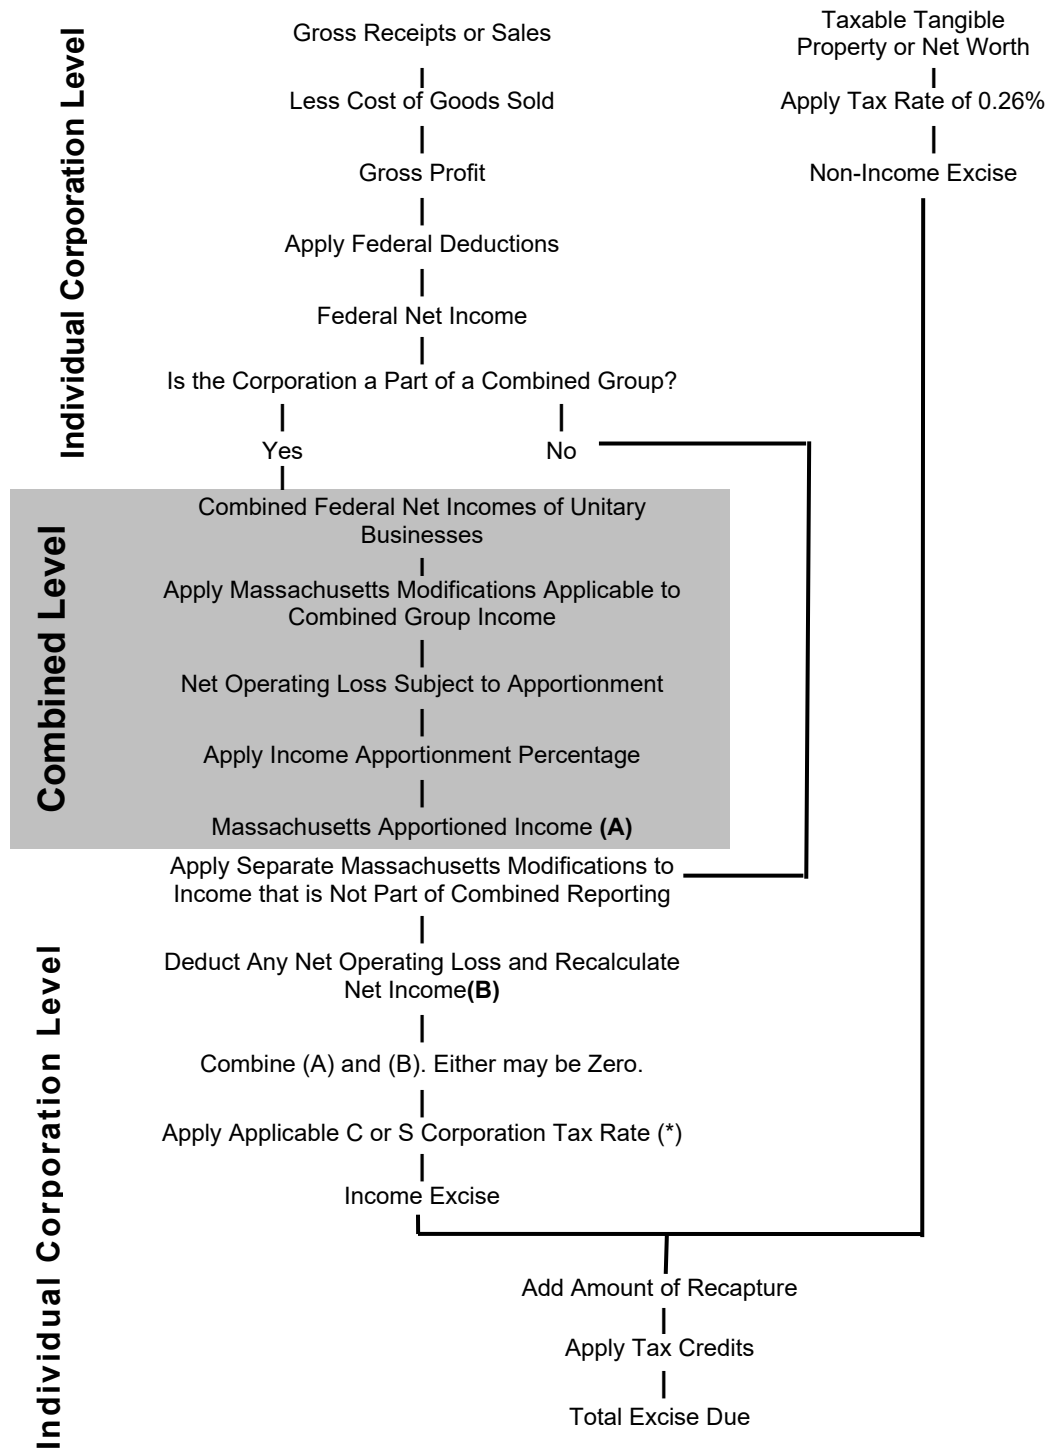 Individual Corporation Level
Gross Receipts or Sales
Less Cost of Goods Sold
Gross Profit
Apply Federal Deductions
Federal Net Income
Is the Corporation a Part of a Combined Group?
Yes
No
Taxable Tangible
Property or Net Worth
Apply Tax Rate of 0.26%
Non-Income Excise
Combined Level
Combined Federal Net Incomes of Unitary
Businesses
Apply Massachusetts Modifications Applicable to
Combined Group Income
Net Operating Loss Subject to Apportionment
Apply Income Apportionment Percentage
Massachusetts Apportioned Income (A)
Individual Corporation Level
Apply Separate Massachusetts Modifications to
Income that is Not Part of Combined Reporting
Deduct Any Net Operating Loss and Recalculate
Net Income(B)
Combine (A) and (B). Either may be Zero.
Apply Applicable C or S Corporation Tax Rate (*)
Income Excise
Add Amount of Recapture
Apply Tax Credits
Total Excise Due